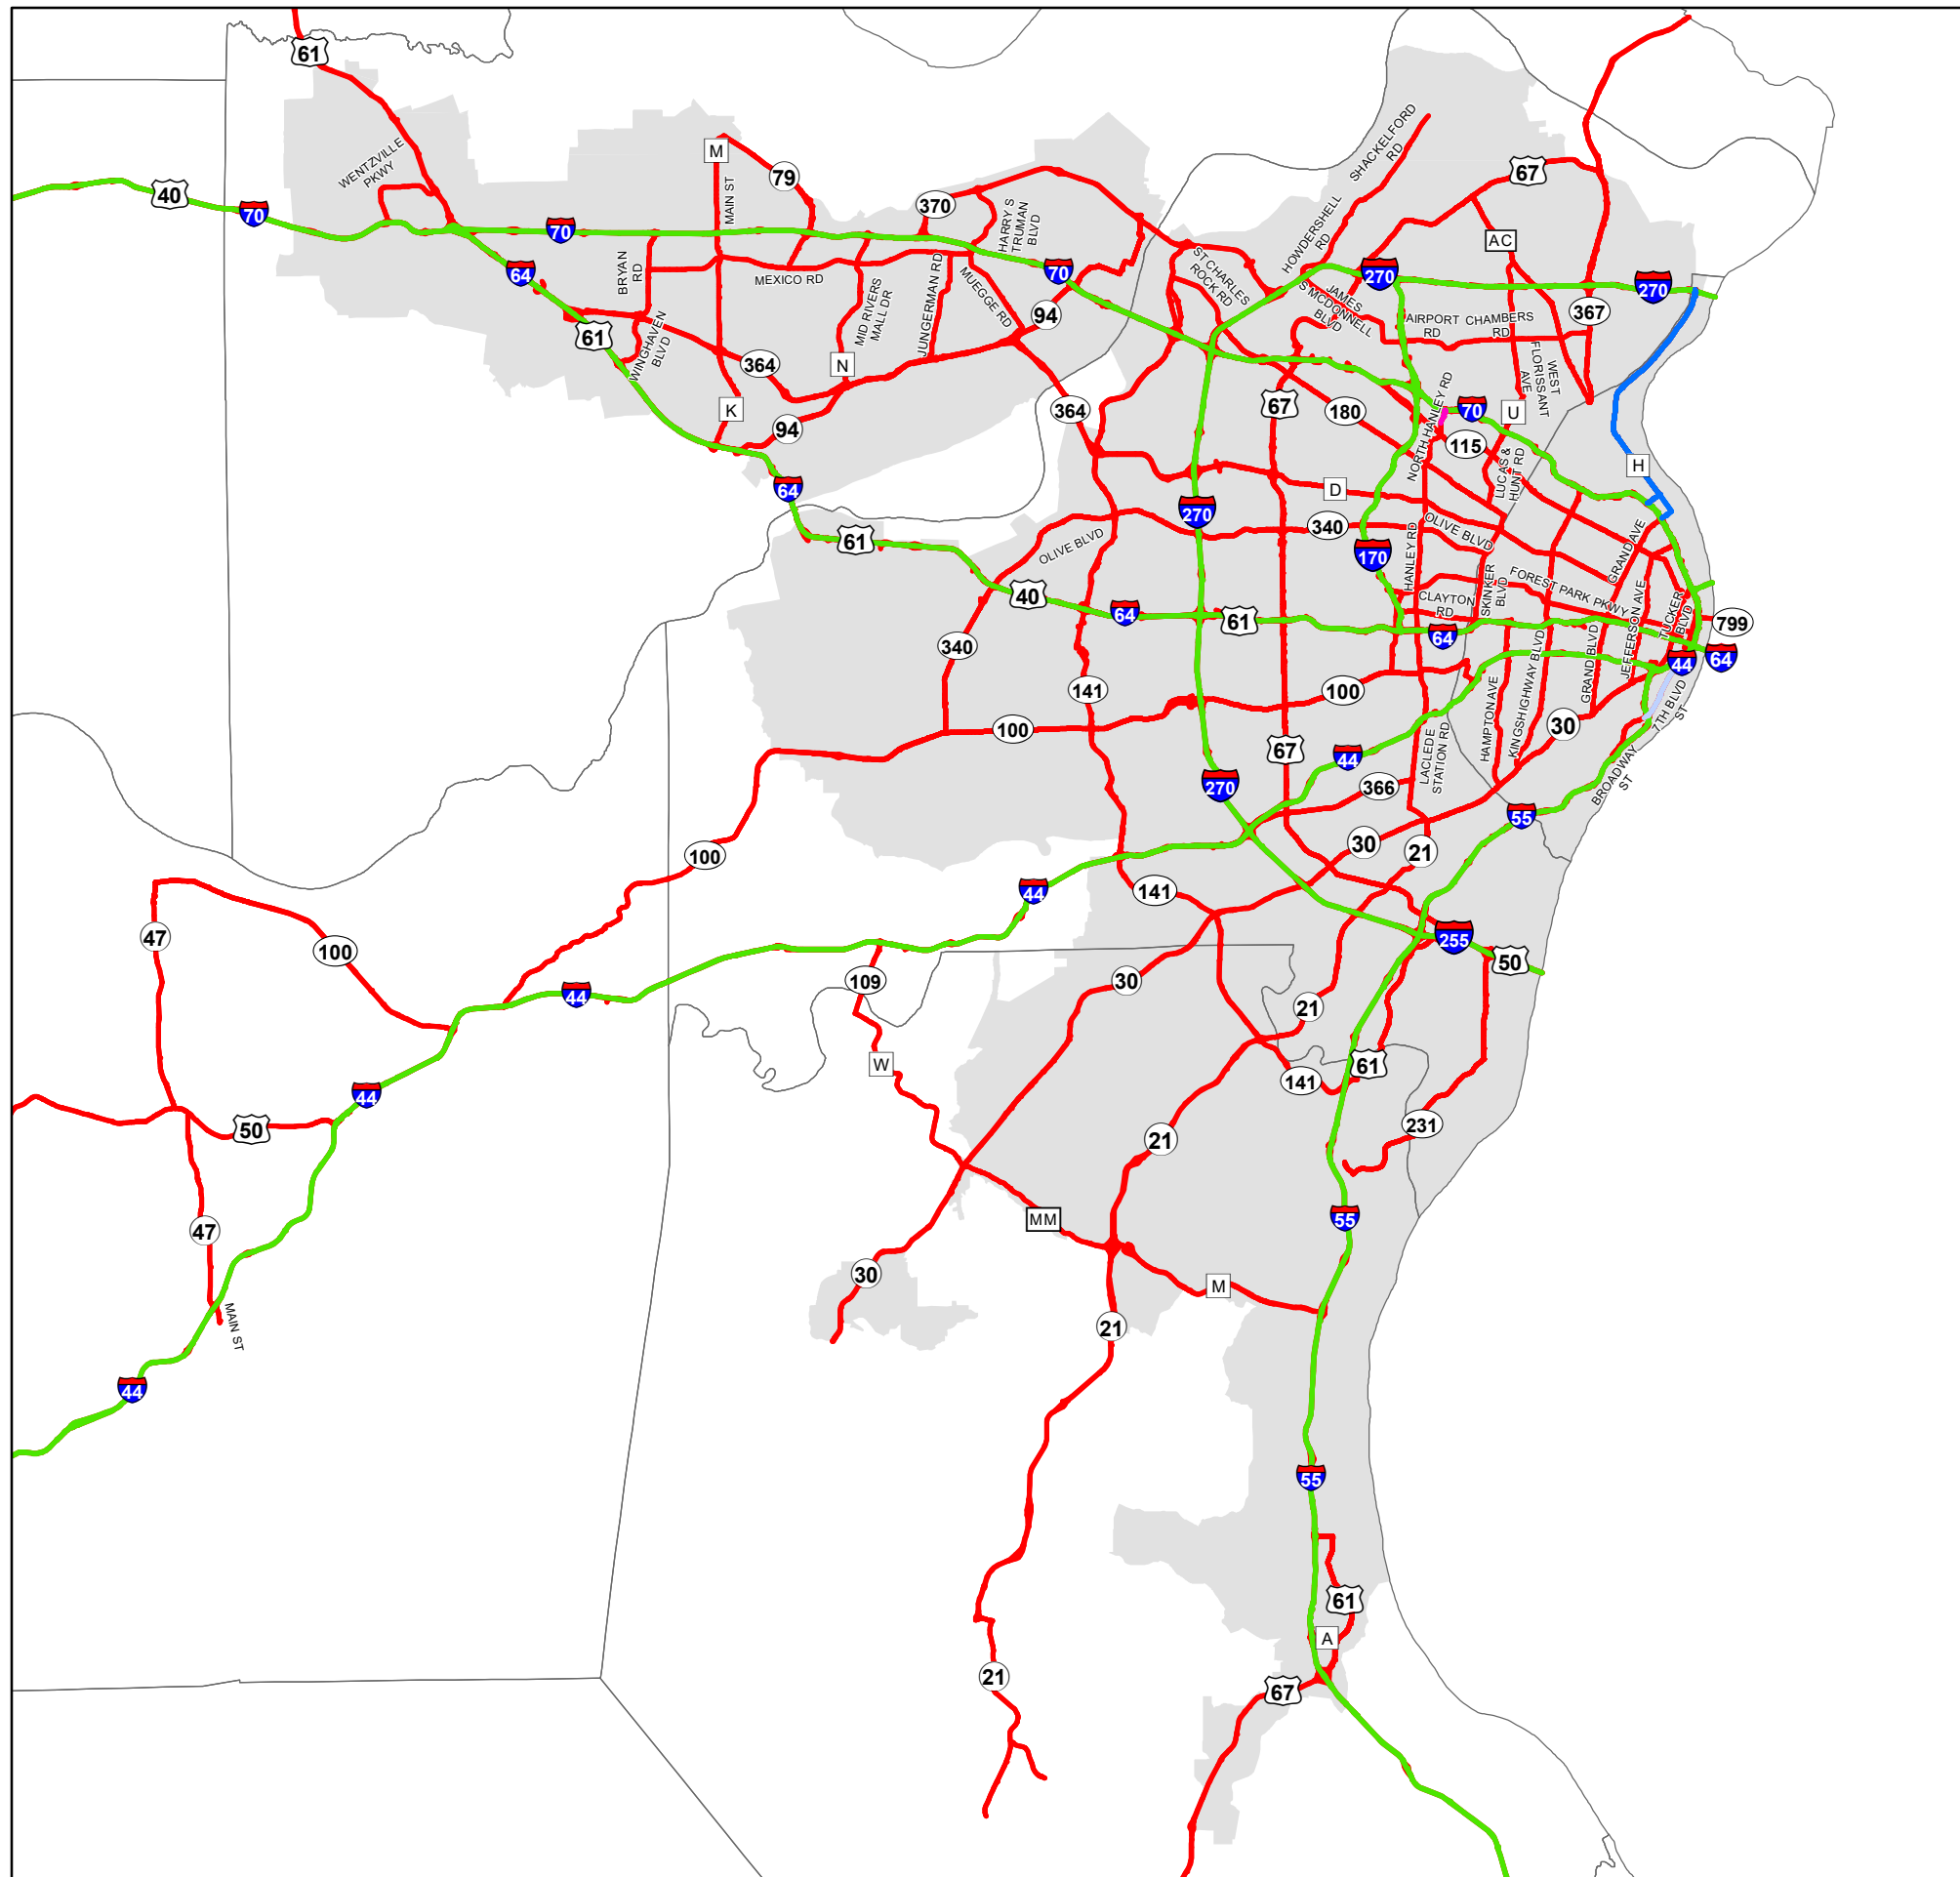 61
WENTZVILLE
PKWY
40
70
70
64
61
M
MAIN ST
79
370
HARRY S
TRUMAN
BLVD
70
BRYAN
RD
MEXICO RD
MID RIVERS
MALL DR
JUNGERMAN RD
MUEGGE RD
94
WINGHAVEN
BLVD
364
N
K
94
364
64
61
SHACKELFORD
RD
HOWDERSHELL
RD
67
AC
ST CHARLES
ROCK RD
270
270
JAMES
S MCDONNELL
BLVD
AIRPORT
RD
CHAMBERS
RD
367
WEST
FLORISSANT
AVE
67
180
NORTH HANLEY RD
70
U
115
H
LUCAS &
HUNT RD
D
270
340
OLIVE BLVD
OLIVE BLVD
170
HANLEY RD
GRAND AVE
40
64
61
CLAYTON
RD
SKINKER
BLVD
FOREST PARK PKWY
JEFFERSON AVE
TUCKER
BLVD
799
64
64
44
340
141
100
100
KINGSHIGHWAY BLVD
GRAND BLVD
HAMPTON AVE
7TH BLVD
ST
30
67
44
LACLEDE
STATION RD
BROADWAY
ST
270
366
55
30
21
100
44
141
47
100
255
50
109
30
44
21
W
61
141
44
50
231
21
47
MM
55
30
M
MAIN ST
21
44
55
61
A
21
67